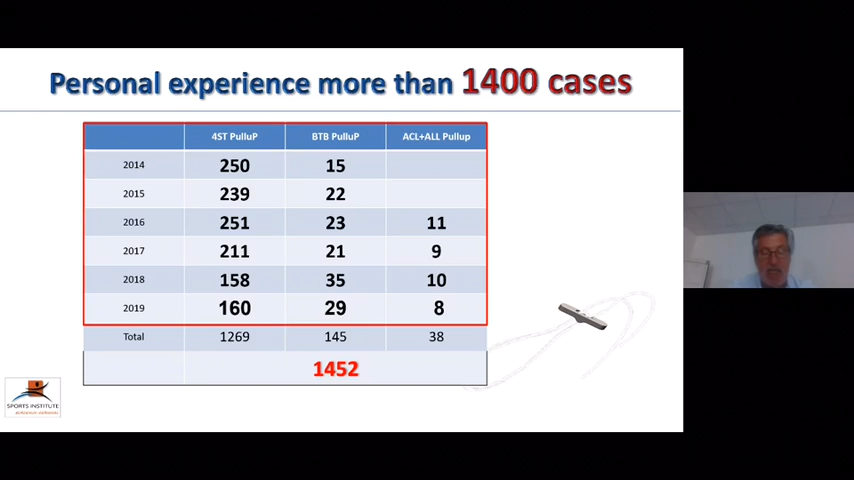 Personal experience more than 1400 cases
4ST PulluP BTB PulluP ACL+ALL Pullup
2014 250 15
2015 239 22
2016 251 23 11
2017 211 21 9
2018 158 35 10
2019 160 29 8
Total 1269 145 38
1452
SPORTS INSTITUTE